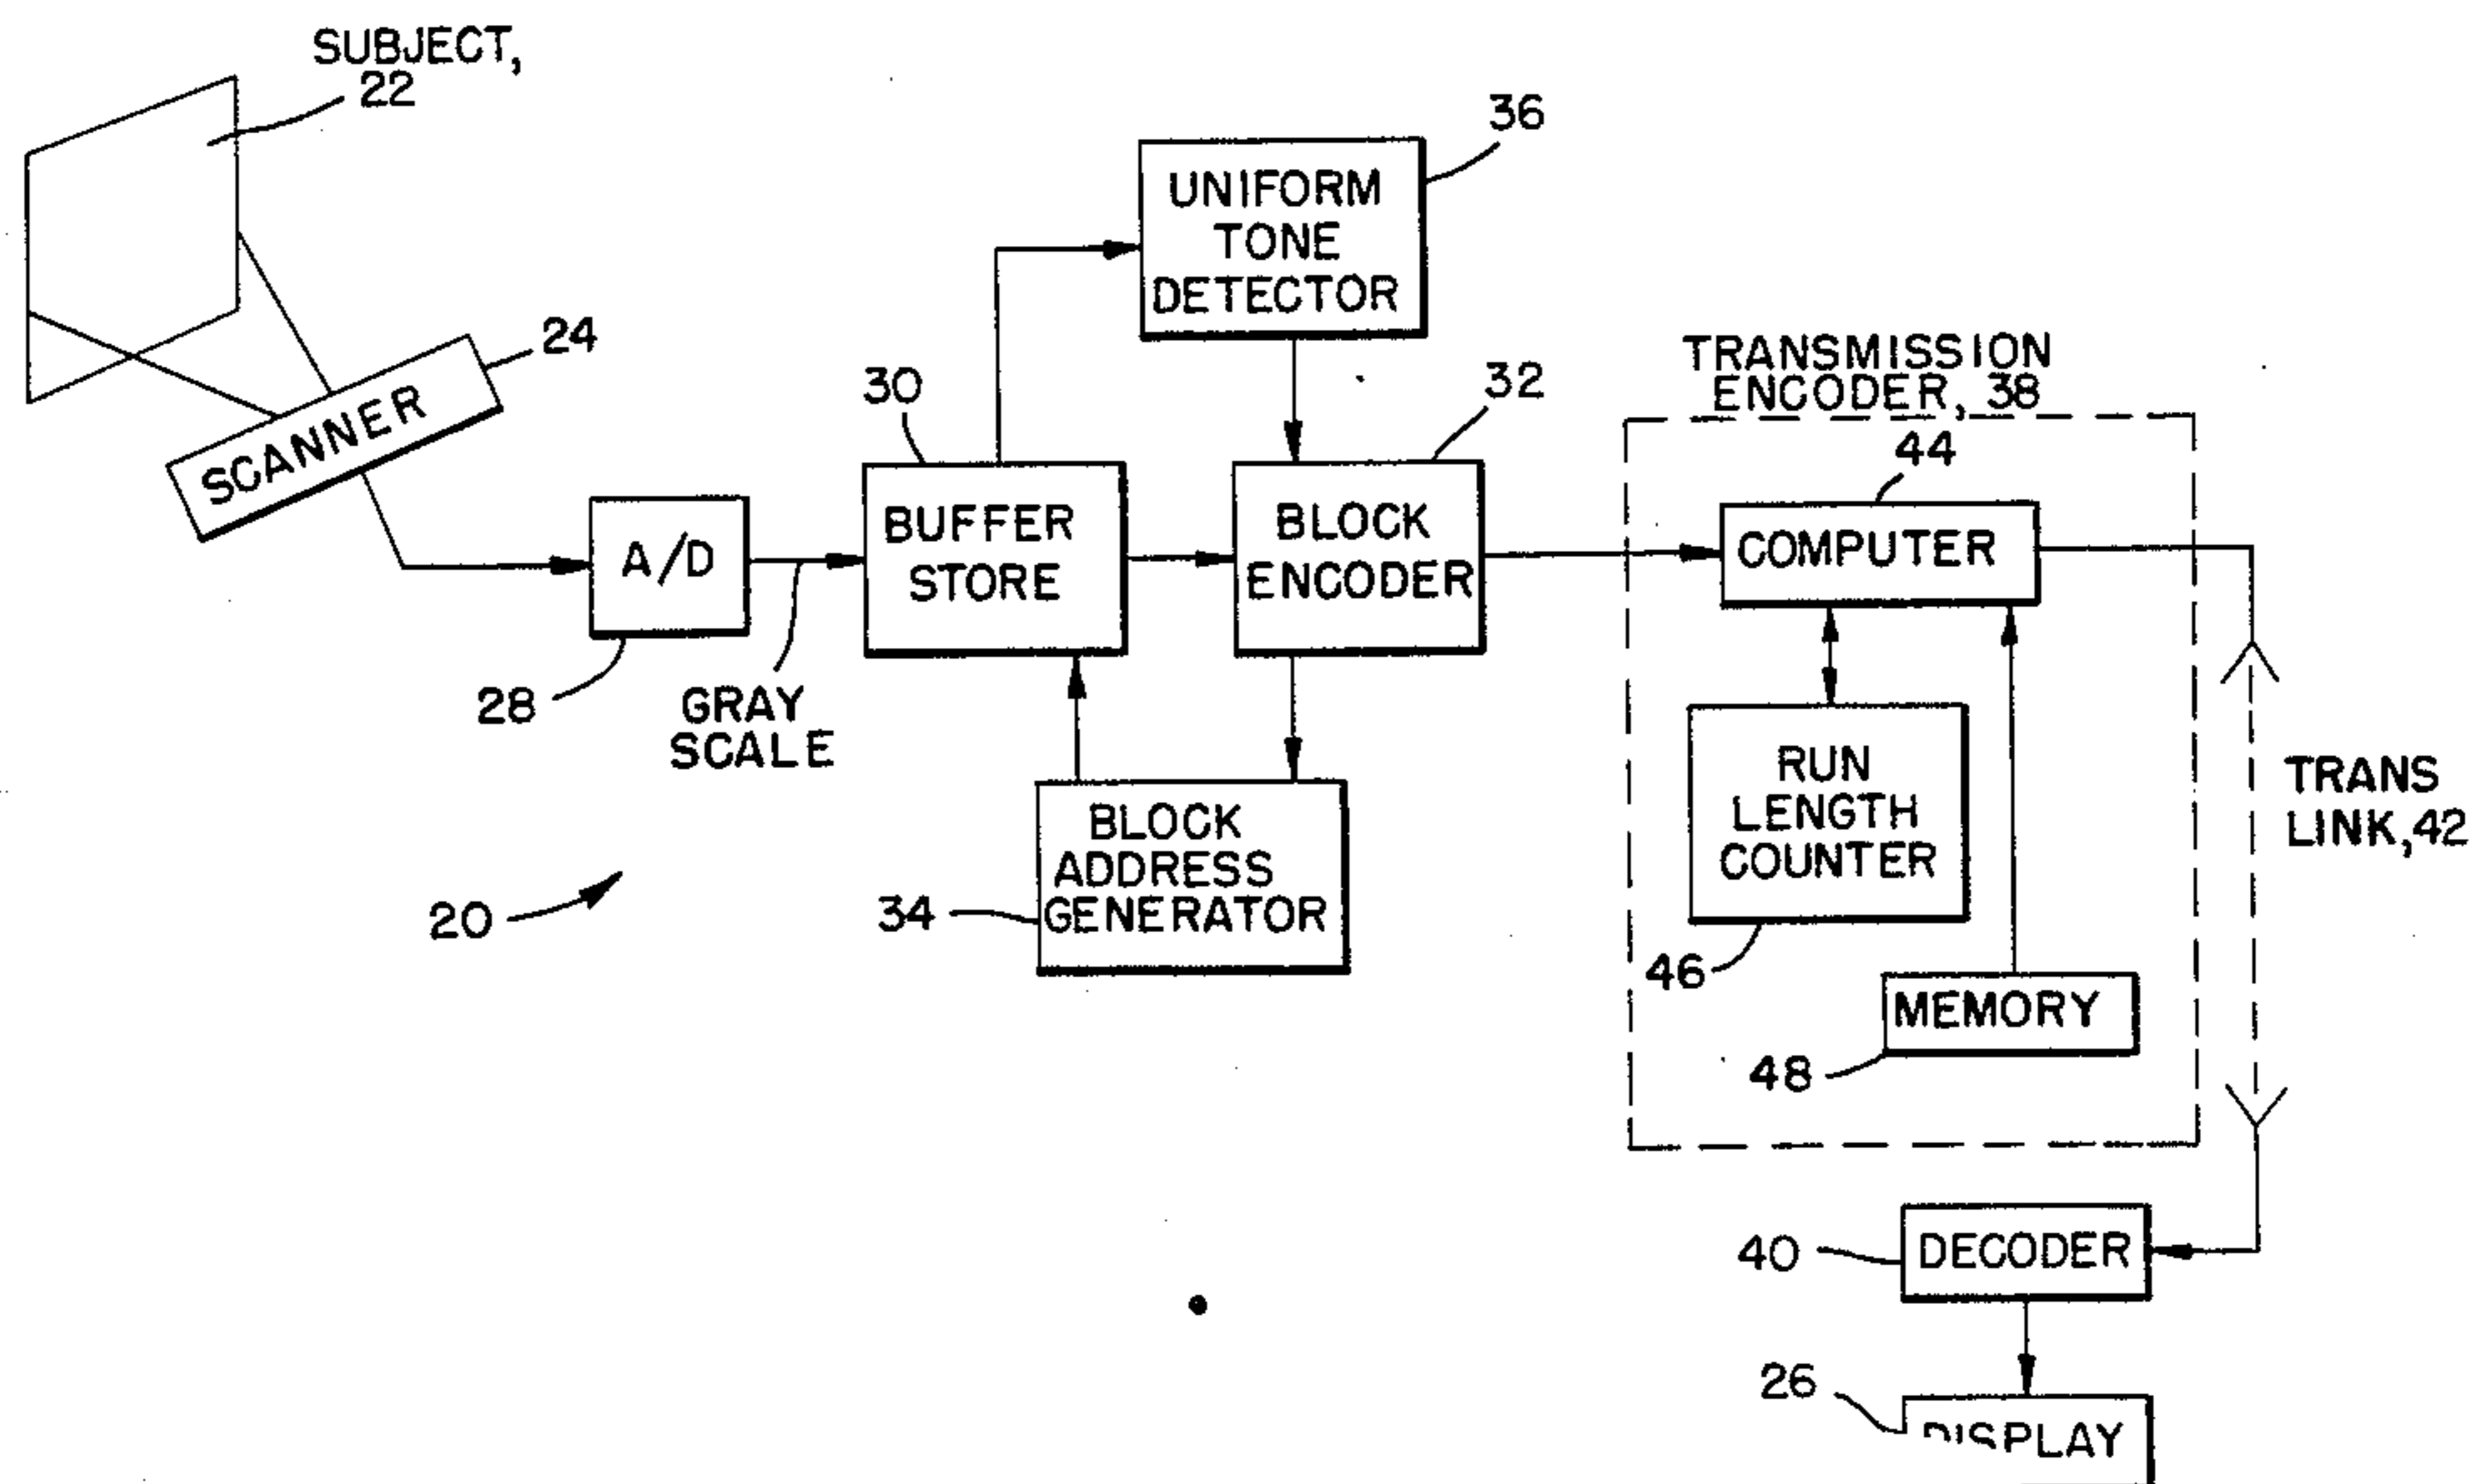 SUBJECT,
22
36
UNIFORM
TONE
DETECTOR
24
SCANNER
30
32
TRANSMISSION
ENCODER, 38
44
A/D
BUFFER
STORE
BLOCK
ENCODER
COMPUTER
28
GRAY
SCALE
RUN
LENGTH
COUNTER
TRANS
LINK,42
20
34
BLOCK
ADDRESS
GENERATOR
46
MEMORY
48
40
DECODER
26
DISPLAY